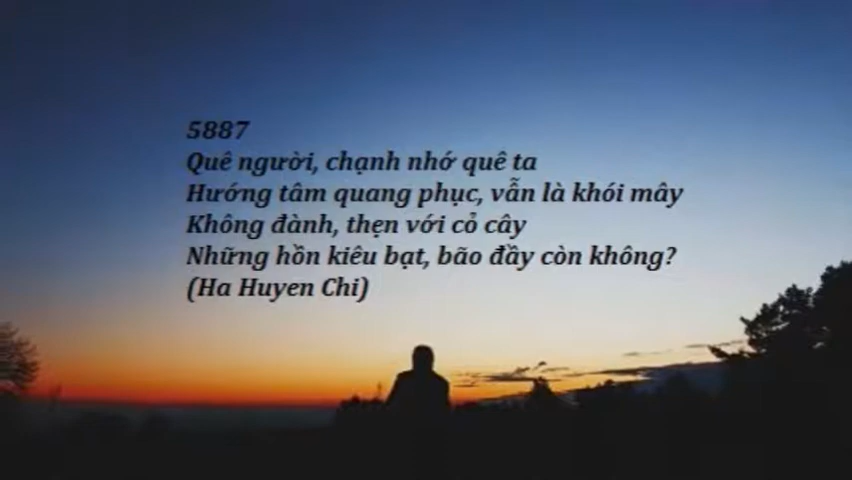 5887
Quê người, chạnh nhớ quê ta
Hướng tâm quang phục, vẫn là khói mây
Không đành, thẹn với cỏ cây
Những hồn kiêu bạt, bão đầy còn không?
(Ha Huyen Chi)